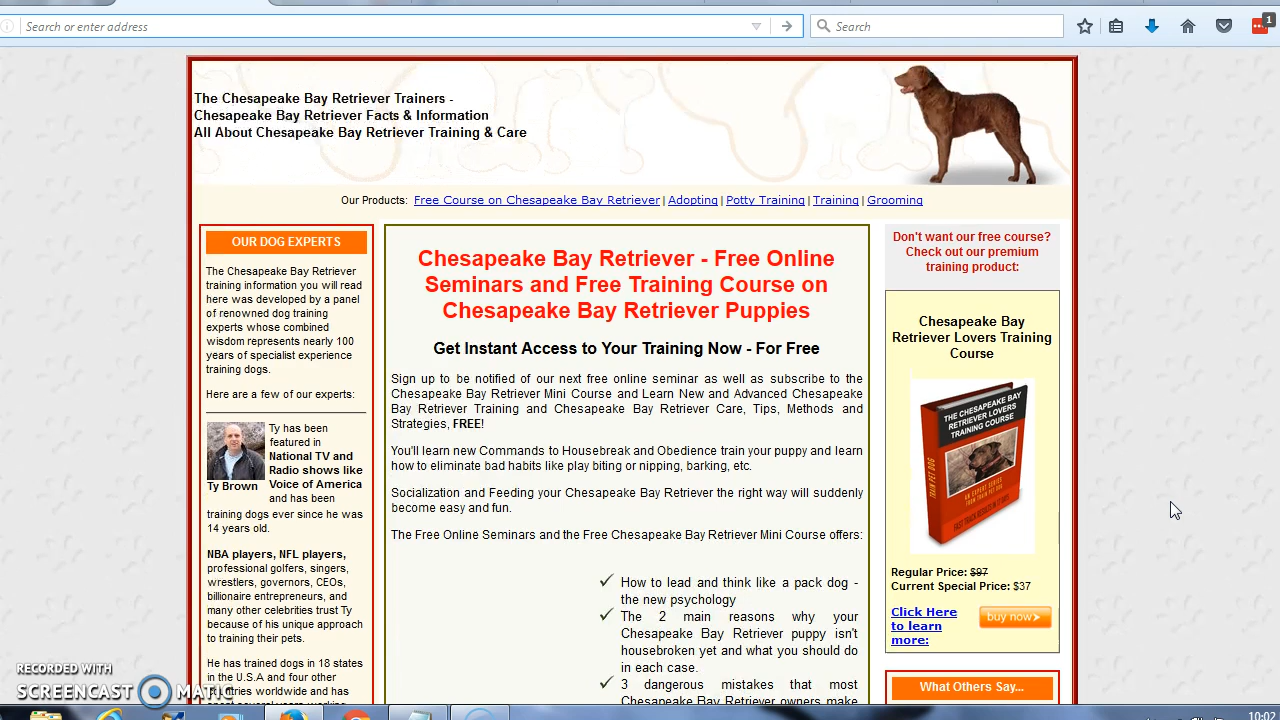 Search or enter address
Search
1
The Chesapeake Bay Retriever Trainers -
Chesapeake Bay Retriever Facts & Information
All About Chesapeake Bay Retriever Training & Care
Our Products: Free Course on Chesapeake Bay Retriever | Adopting | Potty Training | Training | Grooming
OUR DOG EXPERTS
The Chesapeake Bay Retriever
training information you will read
here was developed by a panel
of renowned dog training
experts whose combined
wisdom represents nearly 100
years of specialist experience
training dogs.
Here are a few of our experts:
Ty has been
featured in
National TV and
Radio shows like
Voice of America
and has been
Ty Brown
training dogs ever since he was
14 years old.
NBA players, NFL players,
professional golfers, singers,
wrestlers, governors, CEOs,
billionaire entrepreneurs, and
many other celebrities trust Ty
because of his unique approach
to training their pets.
He has trained dogs in 18 states
in the U.S.A and four other
countries worldwide and has
spent several years working
Chesapeake Bay Retriever - Free Online
Seminars and Free Training Course on
Chesapeake Bay Retriever Puppies
Get Instant Access to Your Training Now - For Free
Sign up to be notified of our next free online seminar as well as subscribe to the
Chesapeake Bay Retriever Mini Course and Learn New and Advanced Chesapeake
Bay Retriever Training and Chesapeake Bay Retriever Care, Tips, Methods and
Strategies, FREE!
You'll learn new Commands to Housebreak and Obedience train your puppy and learn
how to eliminate bad habits like play biting or nipping, barking, etc.
Socialization and Feeding your Chesapeake Bay Retriever the right way will suddenly
become easy and fun.
The Free Online Seminars and the Free Chesapeake Bay Retriever Mini Course offers:
How to lead and think like a pack dog -
the new psychology
The 2 main reasons why your
Chesapeake Bay Retriever puppy isn't
housebroken yet and what you should do
in each case.
3 dangerous mistakes that most
Chesapeake Bay Retriever owners make
Don't want our free course?
Check out our premium
training product:
Chesapeake Bay
Retriever Lovers Training
Course
THE CHESAPEAKE BAY
RETRIEVER LOVERS
TRAINING COURSE
TRAIN PET DOG
AN EXPERT SERIES
FROM TRAIN PET DOG
Regular Price: $97
Current Special Price: $37
Click Here
to learn
more:
buy now
What Others Say...
RECORDED WITH
SCREENCAST MATIC
10:02